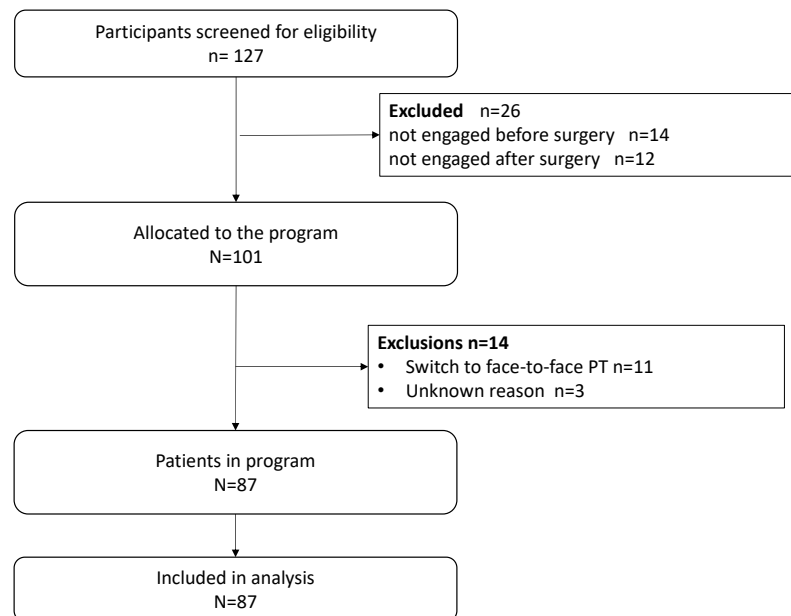 Participants screened for eligibility
n= 127
Excluded n=26
not engaged before surgery n=14
not engaged after surgery n=12
Allocated to the program
N=101
Exclusions n=14
• Switch to face-to-face PT n=11
• Unknown reason n=3
Patients in program
N=87
Included in analysis
N=87